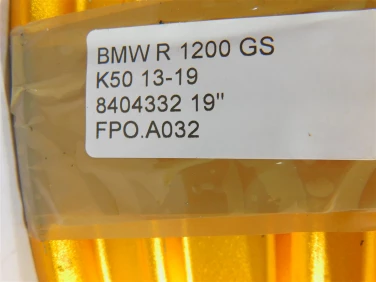 BMW R 1200 GS
K50 13-19
8404332 19"
FPO.A032